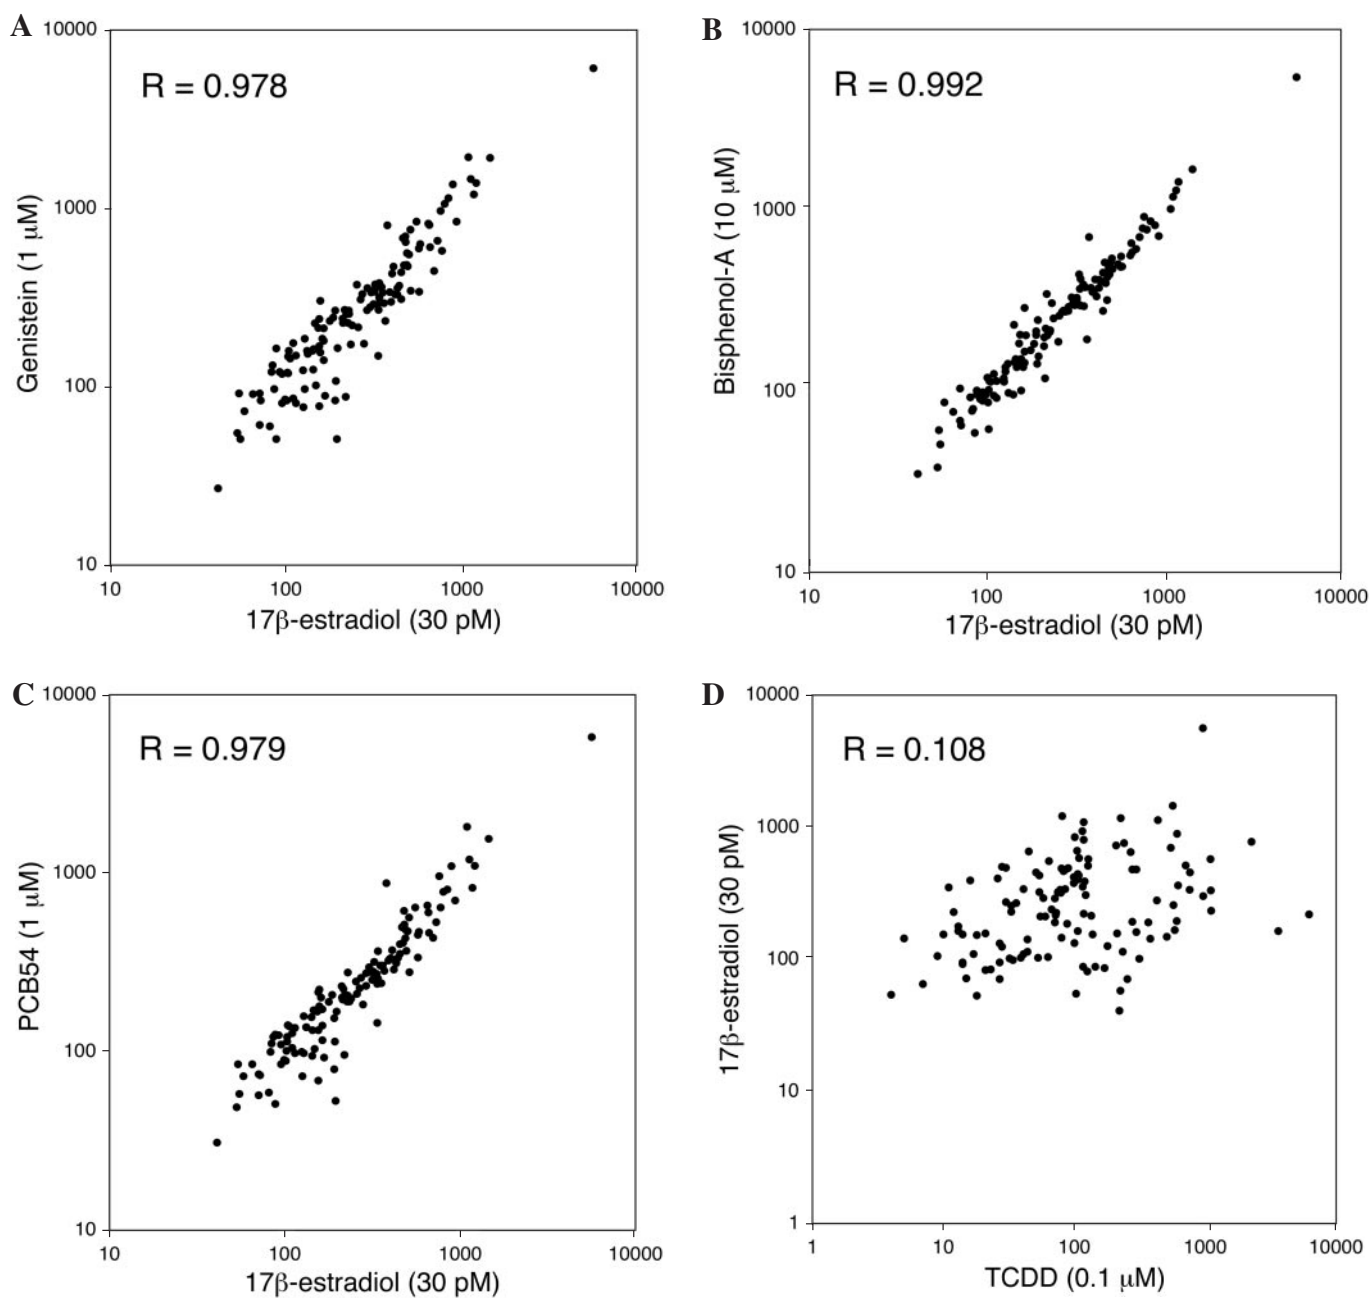 A
10000
R = 0.978
1000
100
10
Genistein (1 μM)
10
100
1000
10000
17β-estradiol (30 pM)
B
10000
R = 0.992
1000
100
10
Bisphenol-A (10 μM)
10
100
1000
10000
17β-estradiol (30 pM)
C
10000
R = 0.979
1000
100
10
PCB54 (1 μM)
10
100
1000
10000
17β-estradiol (30 pM)
D
10000
R = 0.108
1000
100
10
1
17β-estradiol (30 pM)
1
10
100
1000
10000
TCDD (0.1 μM)